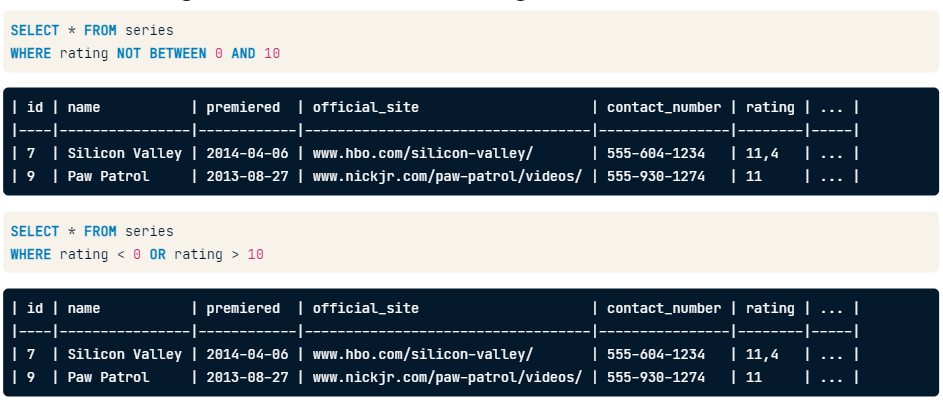 SELECT * FROM series
WHERE rating NOT BETWEEN 0 AND 10
| id | name           | premiered  | official_site                   | contact_number | rating | ... |
|----|----------------|------------|---------------------------------|----------------|--------|-----|
| 7  | Silicon Valley | 2014-04-06 | www.hbo.com/silicon-valley/     | 555-604-1234   | 11,4   | ... |
| 9  | Paw Patrol     | 2013-08-27 | www.nickjr.com/paw-patrol/videos/ | 555-930-1274   | 11     | ... |
SELECT * FROM series
WHERE rating < 0 OR rating > 10
| id | name           | premiered  | official_site                   | contact_number | rating | ... |
|----|----------------|------------|---------------------------------|----------------|--------|-----|
| 7  | Silicon Valley | 2014-04-06 | www.hbo.com/silicon-valley/     | 555-604-1234   | 11,4   | ... |
| 9  | Paw Patrol     | 2013-08-27 | www.nickjr.com/paw-patrol/videos/ | 555-930-1274   | 11     | ... |